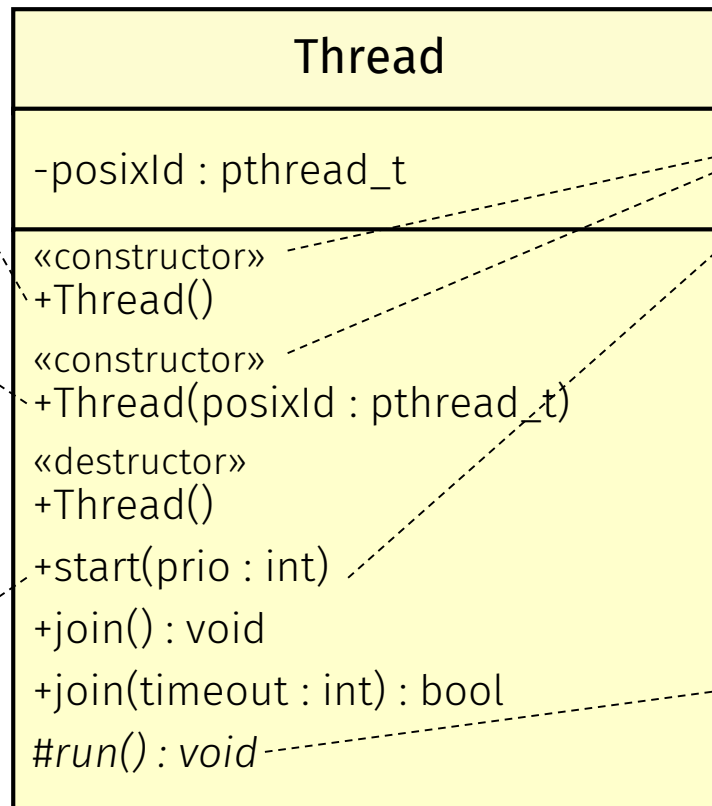 Thread
-posixId : pthread_t
«constructor»
+Thread()
«constructor»
+Thread(posixId : pthread_t)
«destructor»
+Thread()
+start(prio : int)
+join() : void
+join(timeout : int) : bool
#run() : void